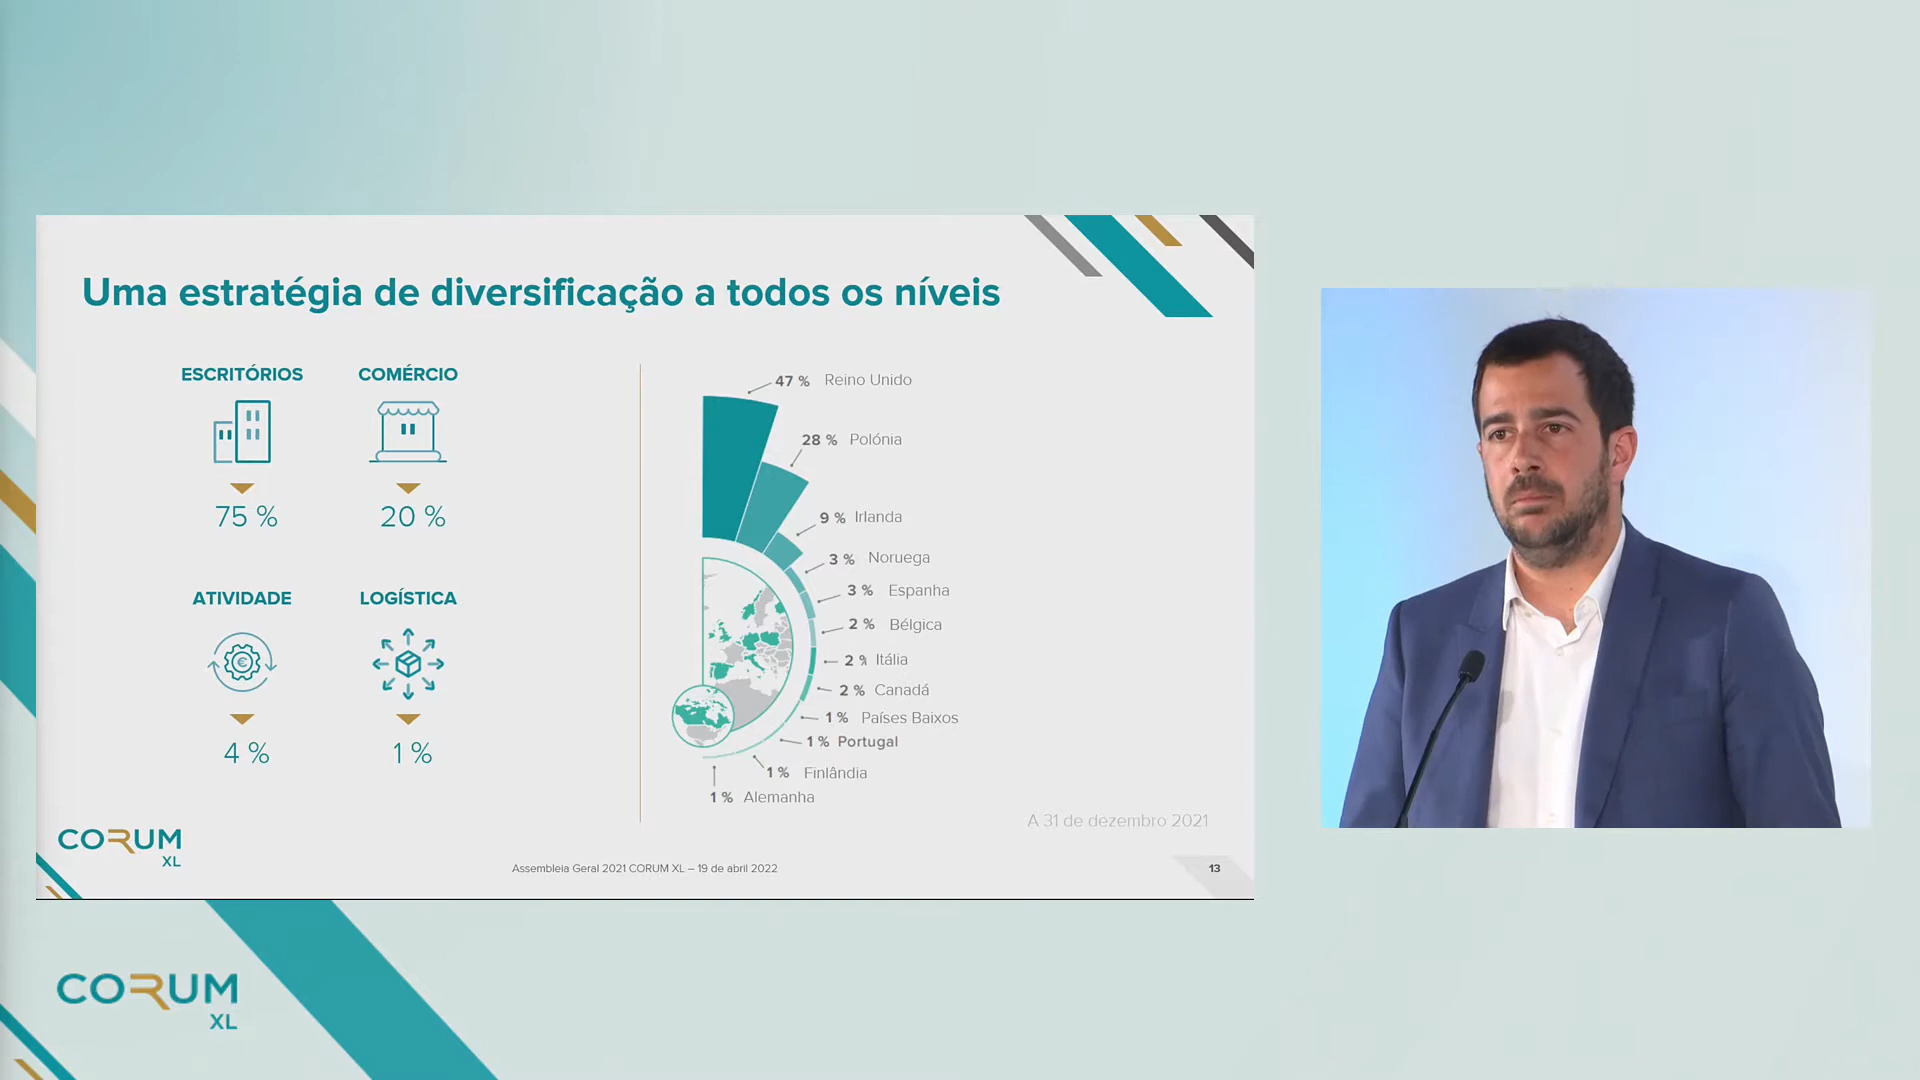 Uma estratégia de diversificação a todos os níveis
ESCRITÓRIOS
75 %
COMÉRCIO
20 %
ATIVIDADE
€
4 %
LOGÍSTICA
1 %
47 % Reino Unido
28 % Polónia
9 % Irlanda
3 % Noruega
3 % Espanha
2 % Bélgica
2 % Itália
2 % Canadá
1 % Países Baixos
1 % Portugal
1 % Finlândia
1 % Alemanha
A 31 de dezembro 2021
CORUM
XL
Assembleia Geral 2021 CORUM XL – 19 de abril 2022
13
CORUM
XL